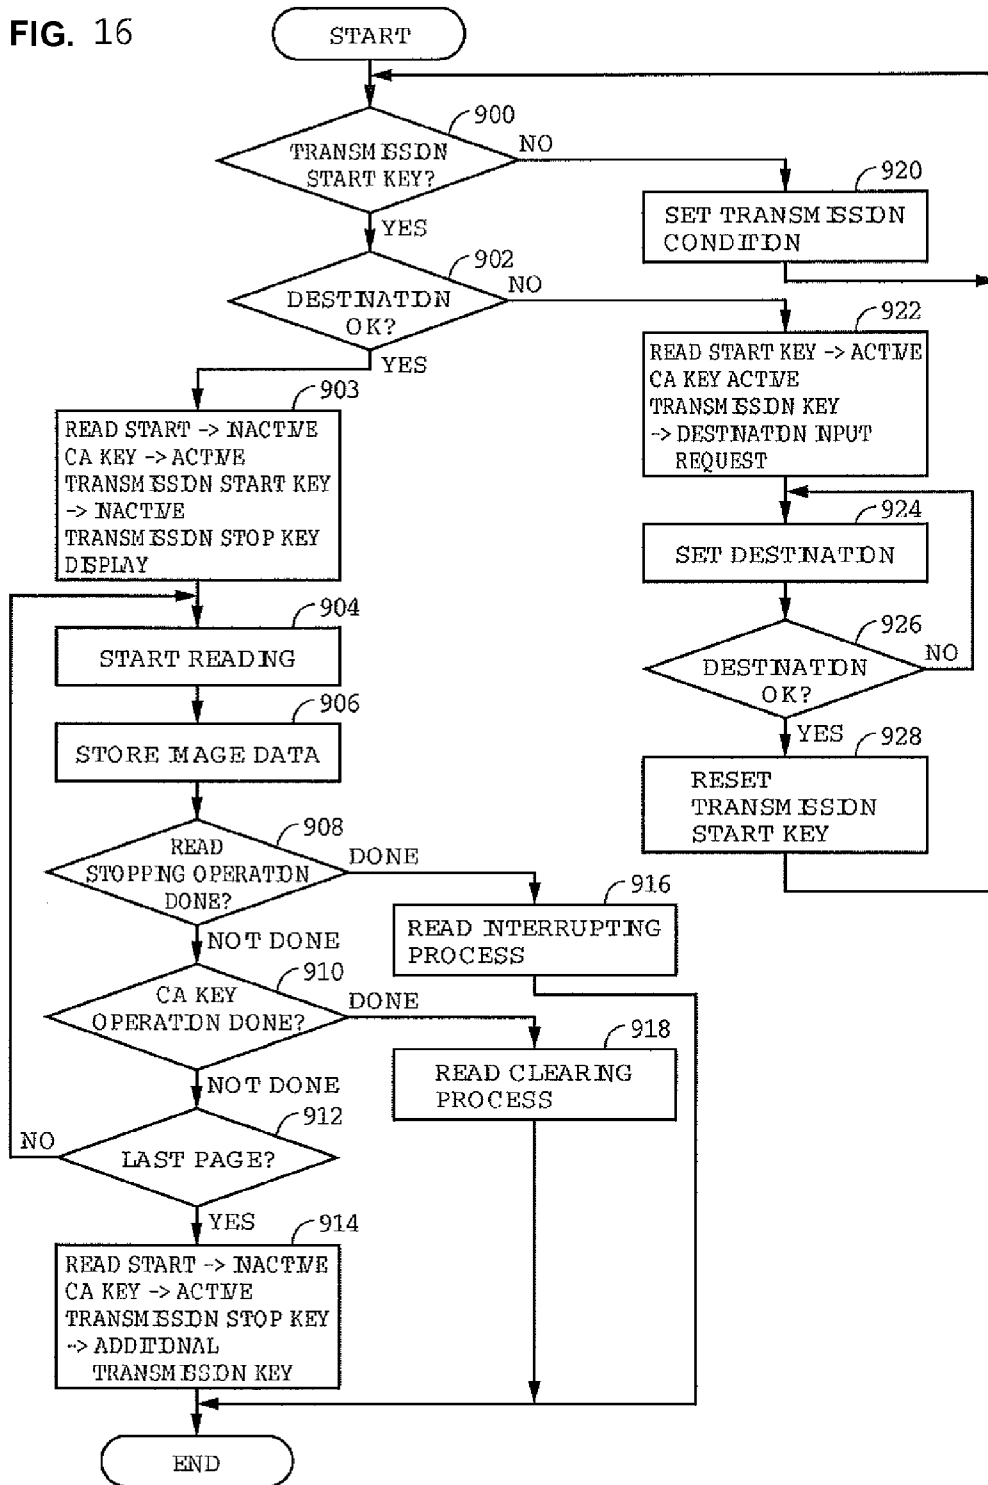 FIG. 16
START
900
TRANSMISSION
START KEY?
NO
YES
920
SET TRANSMISSION
CONDITION
902
DESTINATION
OK?
NO
YES
922
READ START KEY -> ACTIVE
CA KEY ACTIVE
TRANSMISSION KEY
-> DESTINATION INPUT
REQUEST
903
READ START -> INACTIVE
CA KEY -> ACTIVE
TRANSMISSION START KEY
-> INACTIVE
TRANSMISSION STOP KEY
DISPLAY
924
SET DESTINATION
904
START READING
926
DESTINATION
OK?
NO
YES
906
STORE IMAGE DATA
928
RESET
TRANSMISSION
START KEY
908
READ
STOPPING OPERATION
DONE?
DONE
NOT DONE
916
READ INTERRUPTING
PROCESS
910
CA KEY
OPERATION DONE?
DONE
NOT DONE
918
READ CLEARING
PROCESS
912
LAST PAGE?
NO
YES
914
READ START -> INACTIVE
CA KEY -> ACTIVE
TRANSMISSION STOP KEY
-> ADDITIONAL
TRANSMISSION KEY
END